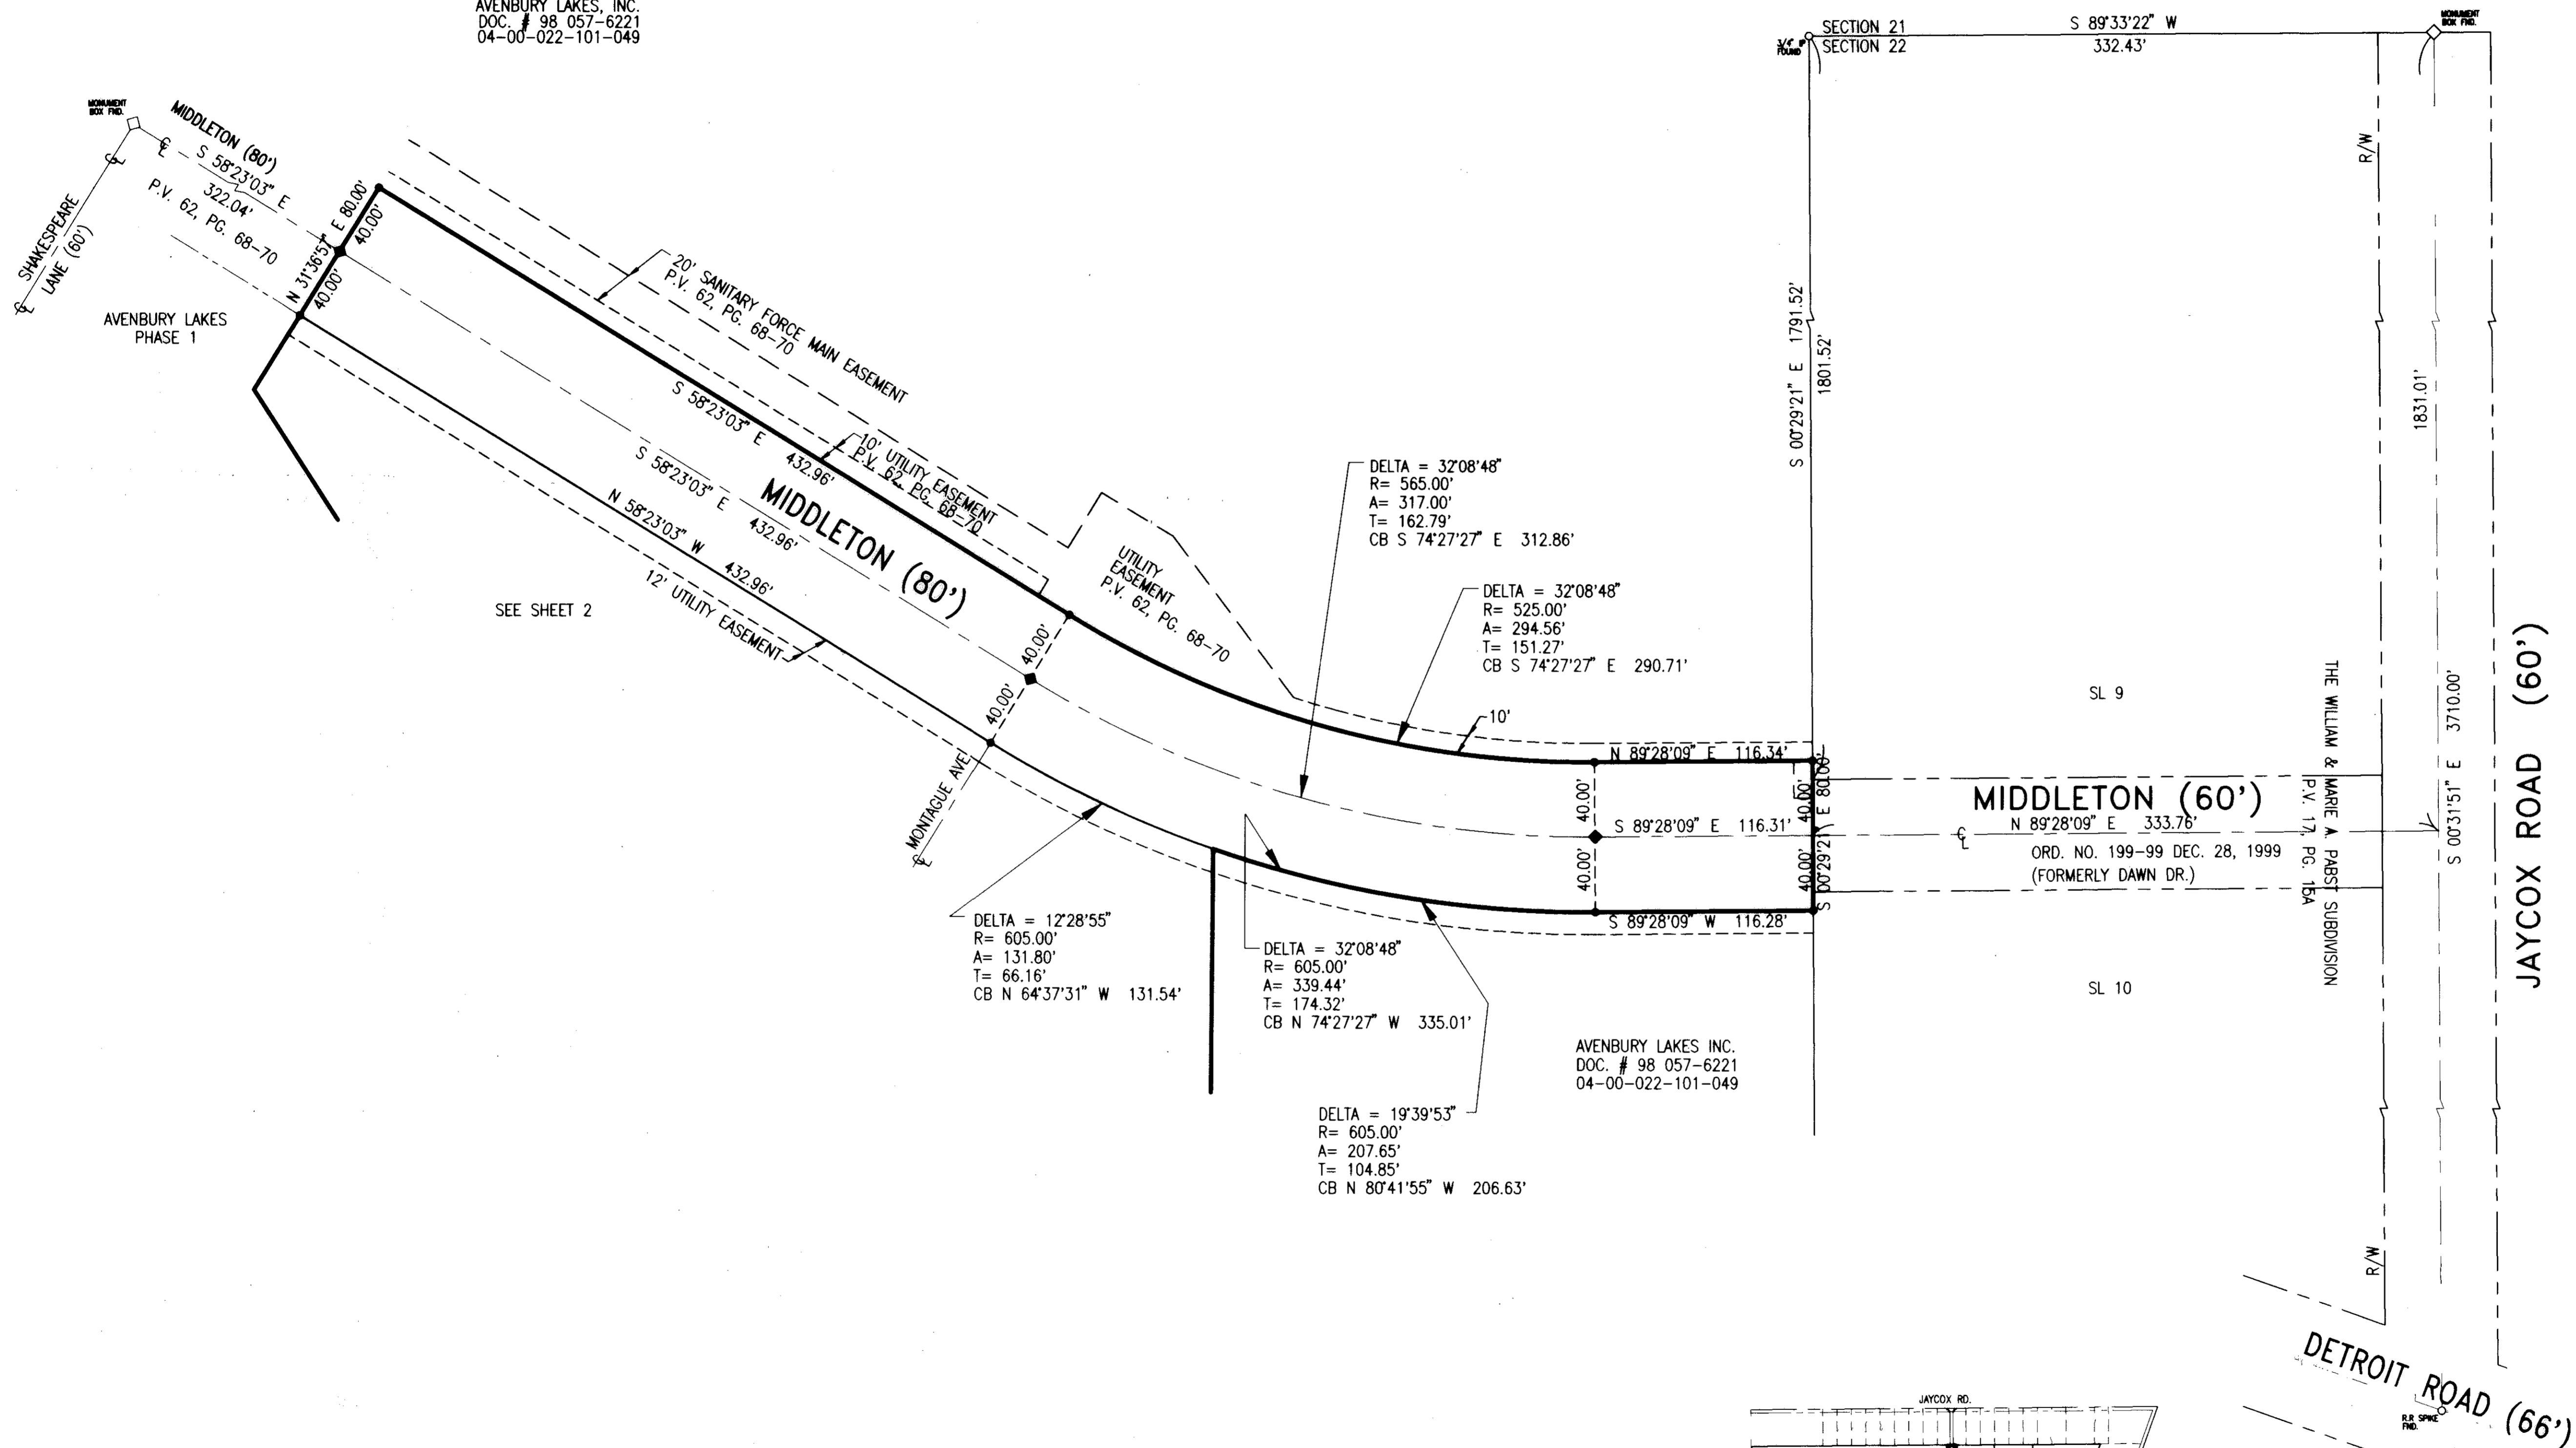 AVENBURY LAKES, INC.
DOC. # 98 057-6221
04-00-022-101-049
MONUMENT
BOX FND.
MIDDLETON (80')
S 58°23'03" E
322.04'
P.V. 62, PG. 68-70
SHAKESPEARE
LANE (60')
N 31°36'57" E 80.00'
40.00'
40.00'
AVENBURY LAKES
PHASE 1
20' SANITARY FORCE MAIN EASEMENT
P.V. 62, PG. 68-70
S 58°23'03" E 432.96'
10' UTILITY EASEMENT
P.V. 62, PG. 68-70
S 58°23'03" E 432.96'
MIDDLETON (80')
N 58°23'03" W 432.96'
12' UTILITY EASEMENT
SEE SHEET 2
UTILITY
EASEMENT
P.V. 62, PG. 68-70
40.00'
40.00'
MONTAGUE AVE
DELTA = 32°08'48"
R= 565.00'
A= 317.00'
T= 162.79'
CB S 74°27'27" E 312.86'
DELTA = 32°08'48"
R= 525.00'
A= 294.56'
T= 151.27'
CB S 74°27'27" E 290.71'
10'
N 89°28'09" E 116.34'
40.00'
40.00'
S 89°28'09" E 116.31'
40.00'
40.00'
S 00°29'21" E 80.00'
S 89°28'09" W 116.28'
DELTA = 12°28'55"
R= 605.00'
A= 131.80'
T= 66.16'
CB N 64°37'31" W 131.54'
DELTA = 32°08'48"
R= 605.00'
A= 339.44'
T= 174.32'
CB N 74°27'27" W 335.01'
DELTA = 19°39'53"
R= 605.00'
A= 207.65'
T= 104.85'
CB N 80°41'55" W 206.63'
AVENBURY LAKES INC.
DOC. # 98 057-6221
04-00-022-101-049
3/4" IP
FOUND
SECTION 21
SECTION 22
S 89°33'22" W
332.43'
MONUMENT
BOX FND.
S 00°29'21" E 1791.52'
1801.52'
R/W
1831.01'
SL 9
MIDDLETON (60')
N 89°28'09" E 333.76'
ORD. NO. 199-99 DEC. 28, 1999
(FORMERLY DAWN DR.)
SL 10
THE WILLIAM & MARIE A. PABST SUBDIVISION
P.V. 17, PG. 15A
S 00°31'51" E 3710.00'
JAYCOX ROAD (60')
R/W
DETROIT ROAD (66')
R.R SPIKE
FND.
JAYCOX RD.